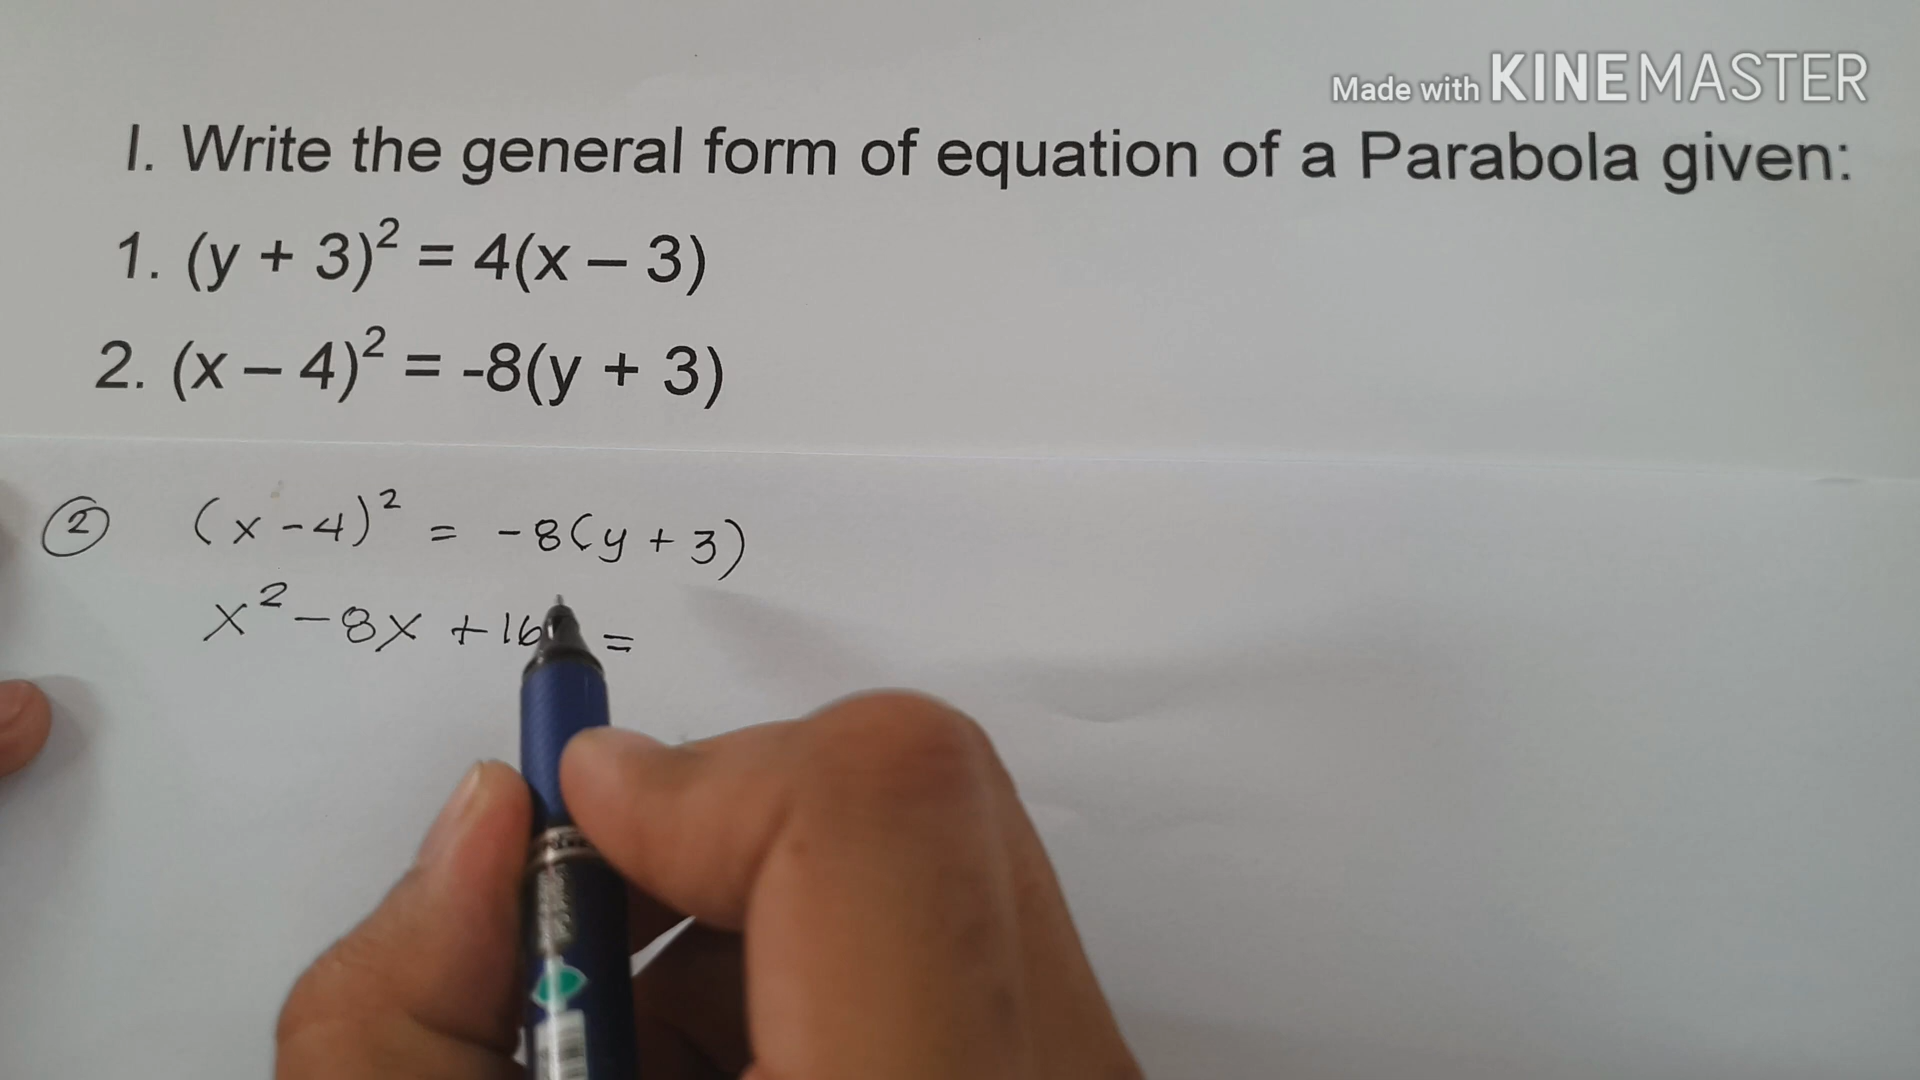 Made with KINEMASTER
I. Write the general form of equation of a Parabola given:
1. (y + 3)² = 4(x – 3)
2. (x – 4)² = -8(y + 3)
② (x - 4)² = -8(y + 3)
x² - 8x + 16 =